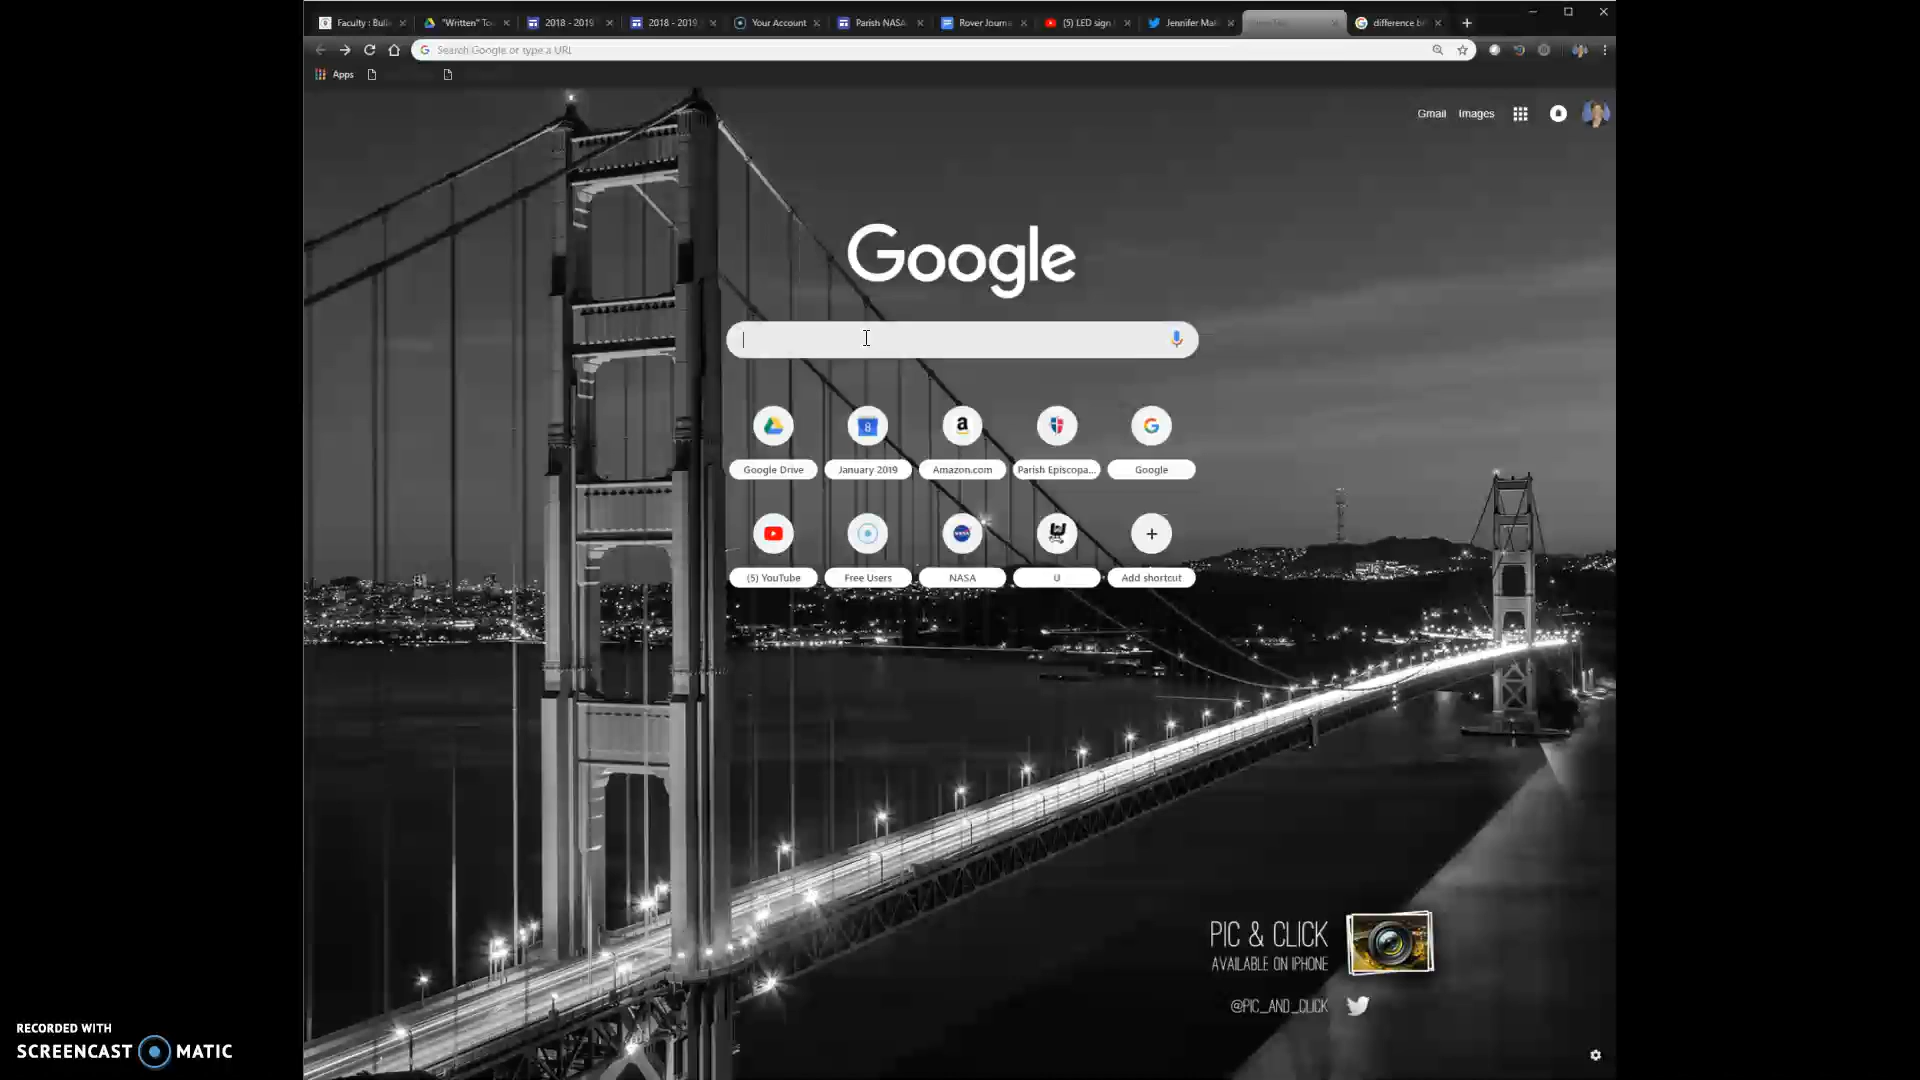 Faculty : Bulle
"Written" To
2018 - 2019
2018 - 2019
Your Account
Parish NASA
Rover Journa
(5) LED sign
Jennifer Ma
difference b
Search Google or type a URL
Apps
Gmail
Images
Google
8
Google Drive
January 2019
Amazon.com
Parish Episcopa...
Google
(5) YouTube
Free Users
NASA
U
Add shortcut
PIC & CLICK
AVAILABLE ON IPHONE
@PIC_AND_CLICK
RECORDED WITH
SCREENCAST MATIC